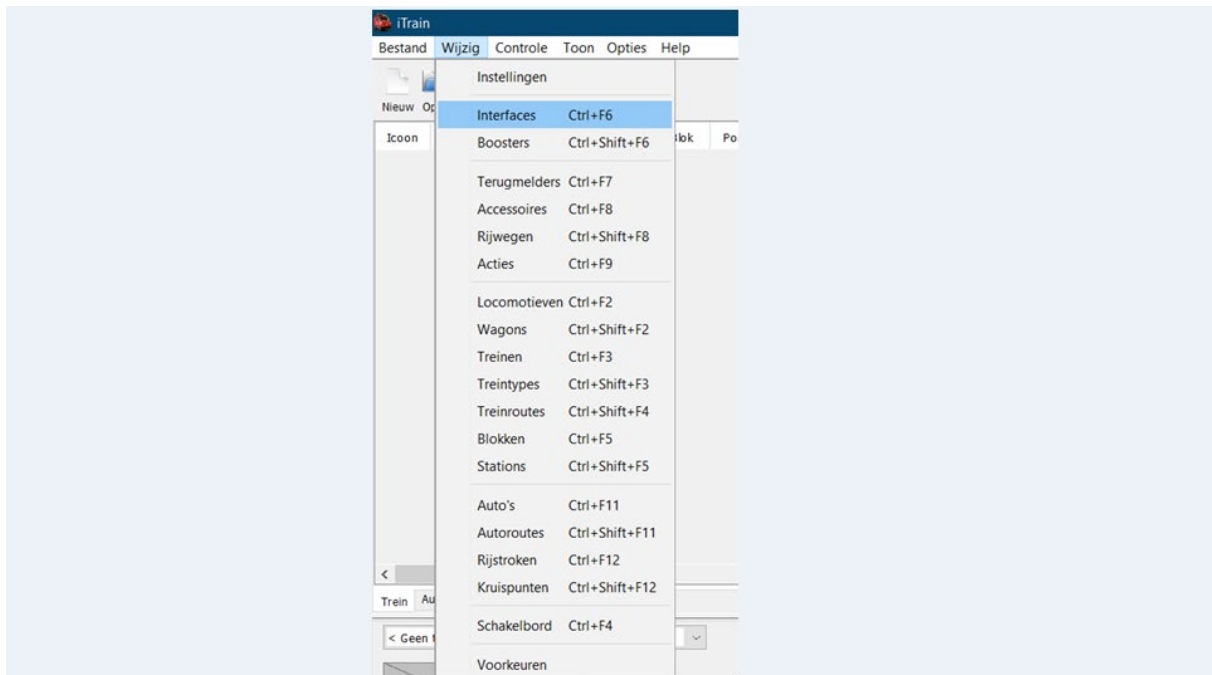 iTrain
Bestand Wijzig Controle Toon Opties Help
Instellingen
Nieuw
Interfaces Ctrl+F6
Icoon
Boosters Ctrl+Shift+F6
Terugmelders Ctrl+F7
Accessoires Ctrl+F8
Rijwegen Ctrl+Shift+F8
Acties Ctrl+F9
Locomotieven Ctrl+F2
Wagons Ctrl+Shift+F2
Treinen Ctrl+F3
Treintypes Ctrl+Shift+F3
Treinroutes Ctrl+Shift+F4
Blokken Ctrl+F5
Stations Ctrl+Shift+F5
Auto's Ctrl+F11
Autoroutes Ctrl+Shift+F11
Rijstroken Ctrl+F12
Kruispunten Ctrl+Shift+F12
Trein Au
Schakelbord Ctrl+F4
< Geen
Voorkeuren